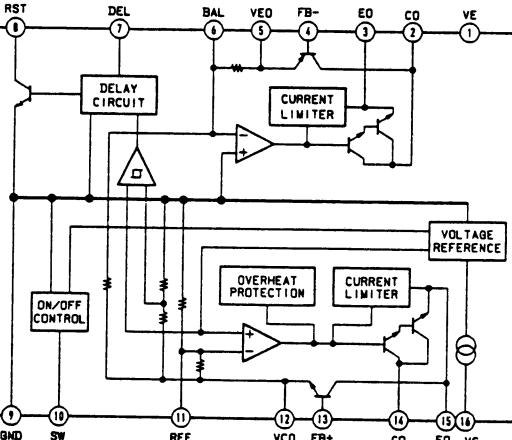 RST DEL BAL VEO FB- EO CO VE
8 7 6 5 4 3 2 1
DELAY
CIRCUIT
CURRENT
LIMITER
VOLTAGE
REFERENCE
OVERHEAT
PROTECTION
CURRENT
LIMITER
ON/OFF
CONTROL
9 10 11 12 13 14 15 16
GND SW REF VCO FB+ CO EO